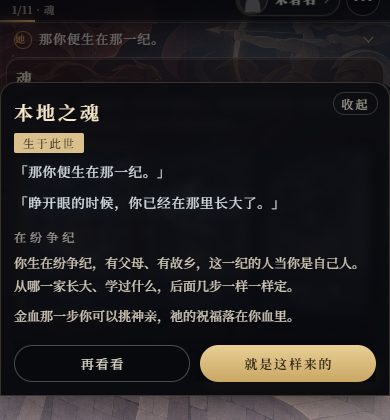 1/11 · 魂
那你便生在那一纪。
魂
本地之魂
收起
生于此世
「那你便生在那一纪。」
「睁开眼的时候，你已经在那里长大了。」
在纷争纪
你生在纷争纪，有父母、有故乡，这一纪的人当你是自己人。
从哪一家长大、学过什么，后面几步一样一样定。
金血那一步你可以挑神亲，祂的祝福落在你血里。
再看看
就是这样来的